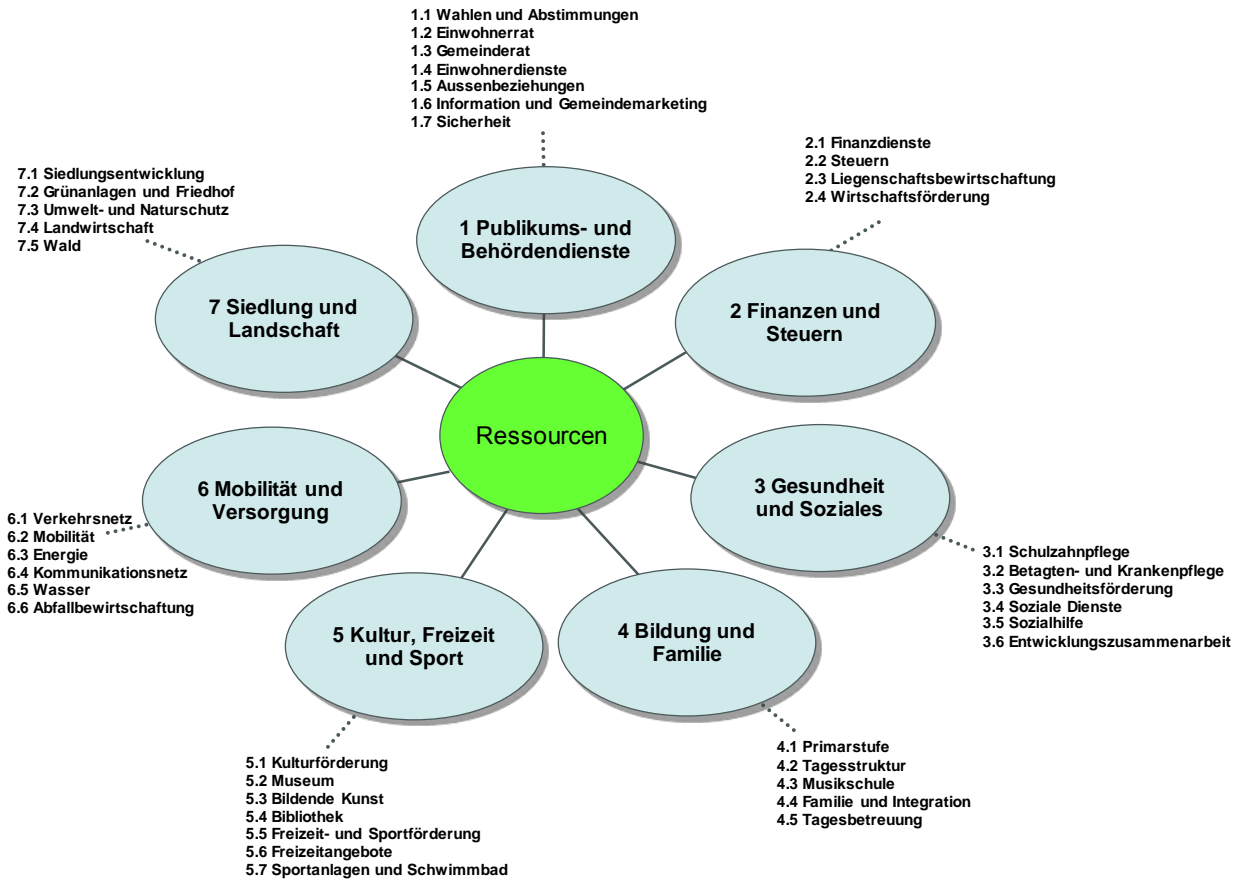 1.1 Wahlen und Abstimmungen
1.2 Einwohnerrat
1.3 Gemeinderat
1.4 Einwohnerdienste
1.5 Aussenbeziehungen
1.6 Information und Gemeindemarketing
1.7 Sicherheit
1 Publikums- und
Behördendienste
2.1 Finanzdienste
2.2 Steuern
2.3 Liegenschaftsbewirtschaftung
2.4 Wirtschaftsförderung
2 Finanzen und
Steuern
3 Gesundheit
und Soziales
3.1 Schulzahnpflege
3.2 Betagten- und Krankenpflege
3.3 Gesundheitsförderung
3.4 Soziale Dienste
3.5 Sozialhilfe
3.6 Entwicklungszusammenarbeit
4 Bildung und
Familie
4.1 Primarstufe
4.2 Tagesstruktur
4.3 Musikschule
4.4 Familie und Integration
4.5 Tagesbetreuung
5 Kultur, Freizeit
und Sport
5.1 Kulturförderung
5.2 Museum
5.3 Bildende Kunst
5.4 Bibliothek
5.5 Freizeit- und Sportförderung
5.6 Freizeitangebote
5.7 Sportanlagen und Schwimmbad
6 Mobilität und
Versorgung
6.1 Verkehrsnetz
6.2 Mobilität
6.3 Energie
6.4 Kommunikationsnetz
6.5 Wasser
6.6 Abfallbewirtschaftung
7.1 Siedlungsentwicklung
7.2 Grünanlagen und Friedhof
7.3 Umwelt- und Naturschutz
7.4 Landwirtschaft
7.5 Wald
7 Siedlung und
Landschaft
Ressourcen